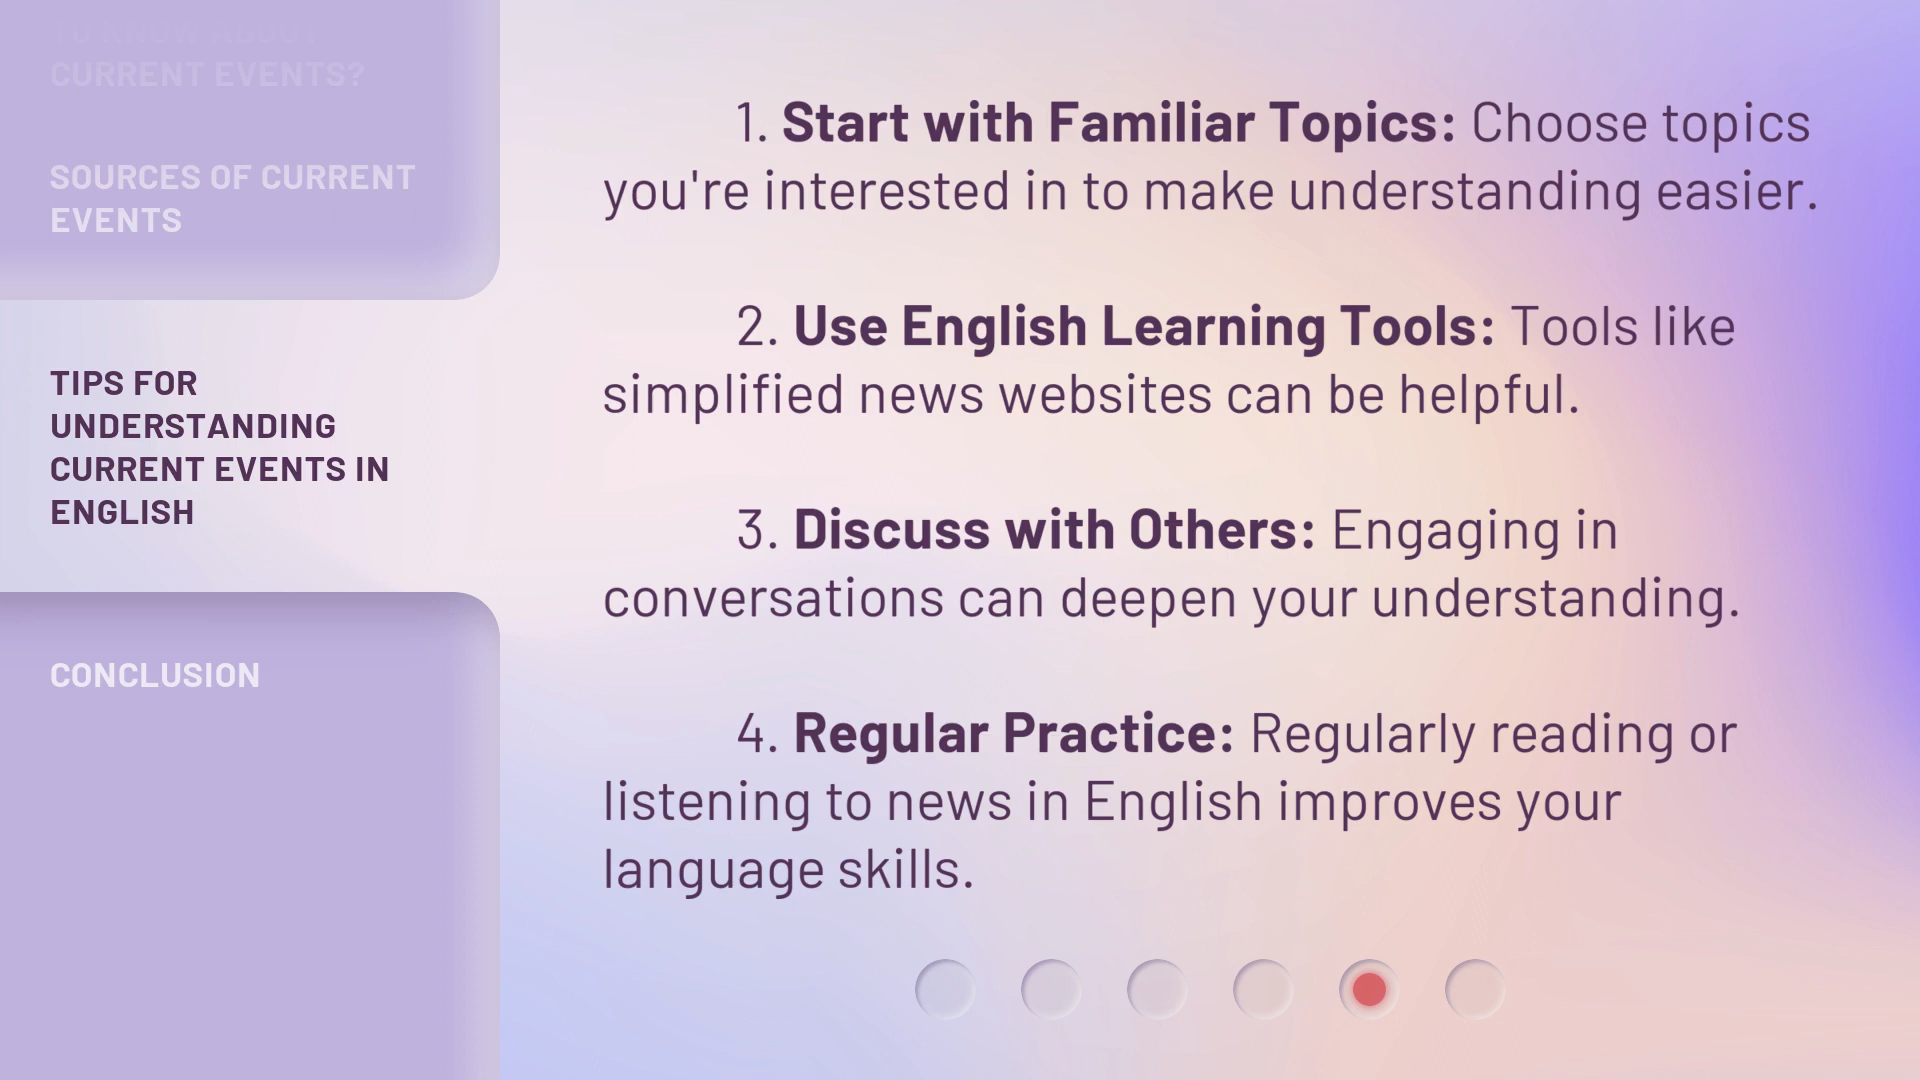 TO KNOW ABOUT
CURRENT EVENTS?
SOURCES OF CURRENT
EVENTS
TIPS FOR
UNDERSTANDING
CURRENT EVENTS IN
ENGLISH
CONCLUSION
1. Start with Familiar Topics: Choose topics
you're interested in to make understanding easier.
2. Use English Learning Tools: Tools like
simplified news websites can be helpful.
3. Discuss with Others: Engaging in
conversations can deepen your understanding.
4. Regular Practice: Regularly reading or
listening to news in English improves your
language skills.